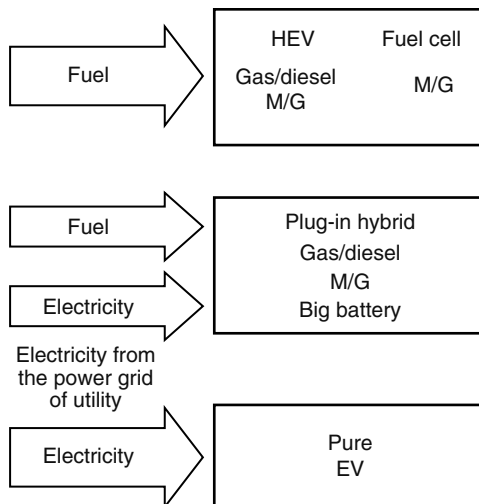 Fuel
HEV
Gas/diesel
M/G
Fuel cell
M/G
Fuel
Electricity
Plug-in hybrid
Gas/diesel
M/G
Big battery
Electricity from
the power grid
of utility
Electricity
Pure
EV